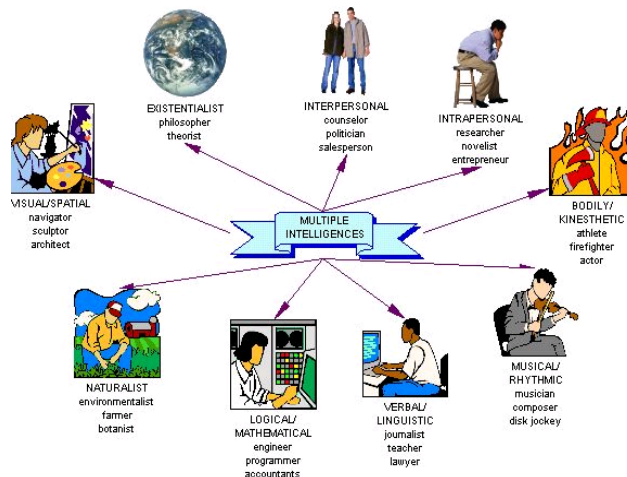 EXISTENTIALIST
philosopher
theorist
INTERPERSONAL
counselor
politician
salesperson
INTRAPERSONAL
researcher
novelist
entrepreneur
VISUAL/SPATIAL
navigator
sculptor
architect
MULTIPLE
INTELLIGENCES
BODILY/
KINESTHETIC
athlete
firefighter
actor
NATURALIST
environmentalist
farmer
botanist
LOGICAL/
MATHEMATICAL
engineer
programmer
accountants
VERBAL/
LINGUISTIC
journalist
teacher
lawyer
MUSICAL/
RHYTHMIC
musician
composer
disk jockey